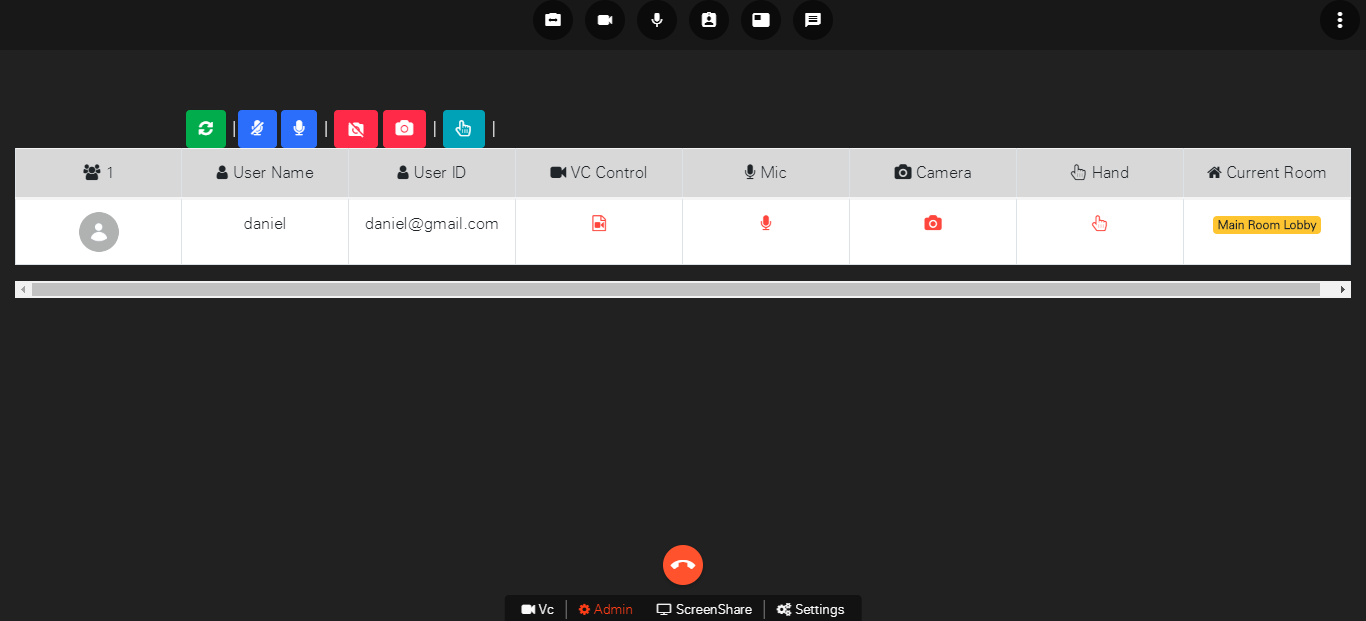 | | | |
1 User Name User ID VC Control Mic Camera Hand Current Room
daniel daniel@gmail.com Main Room Lobby
Vc | Admin ScreenShare | Settings